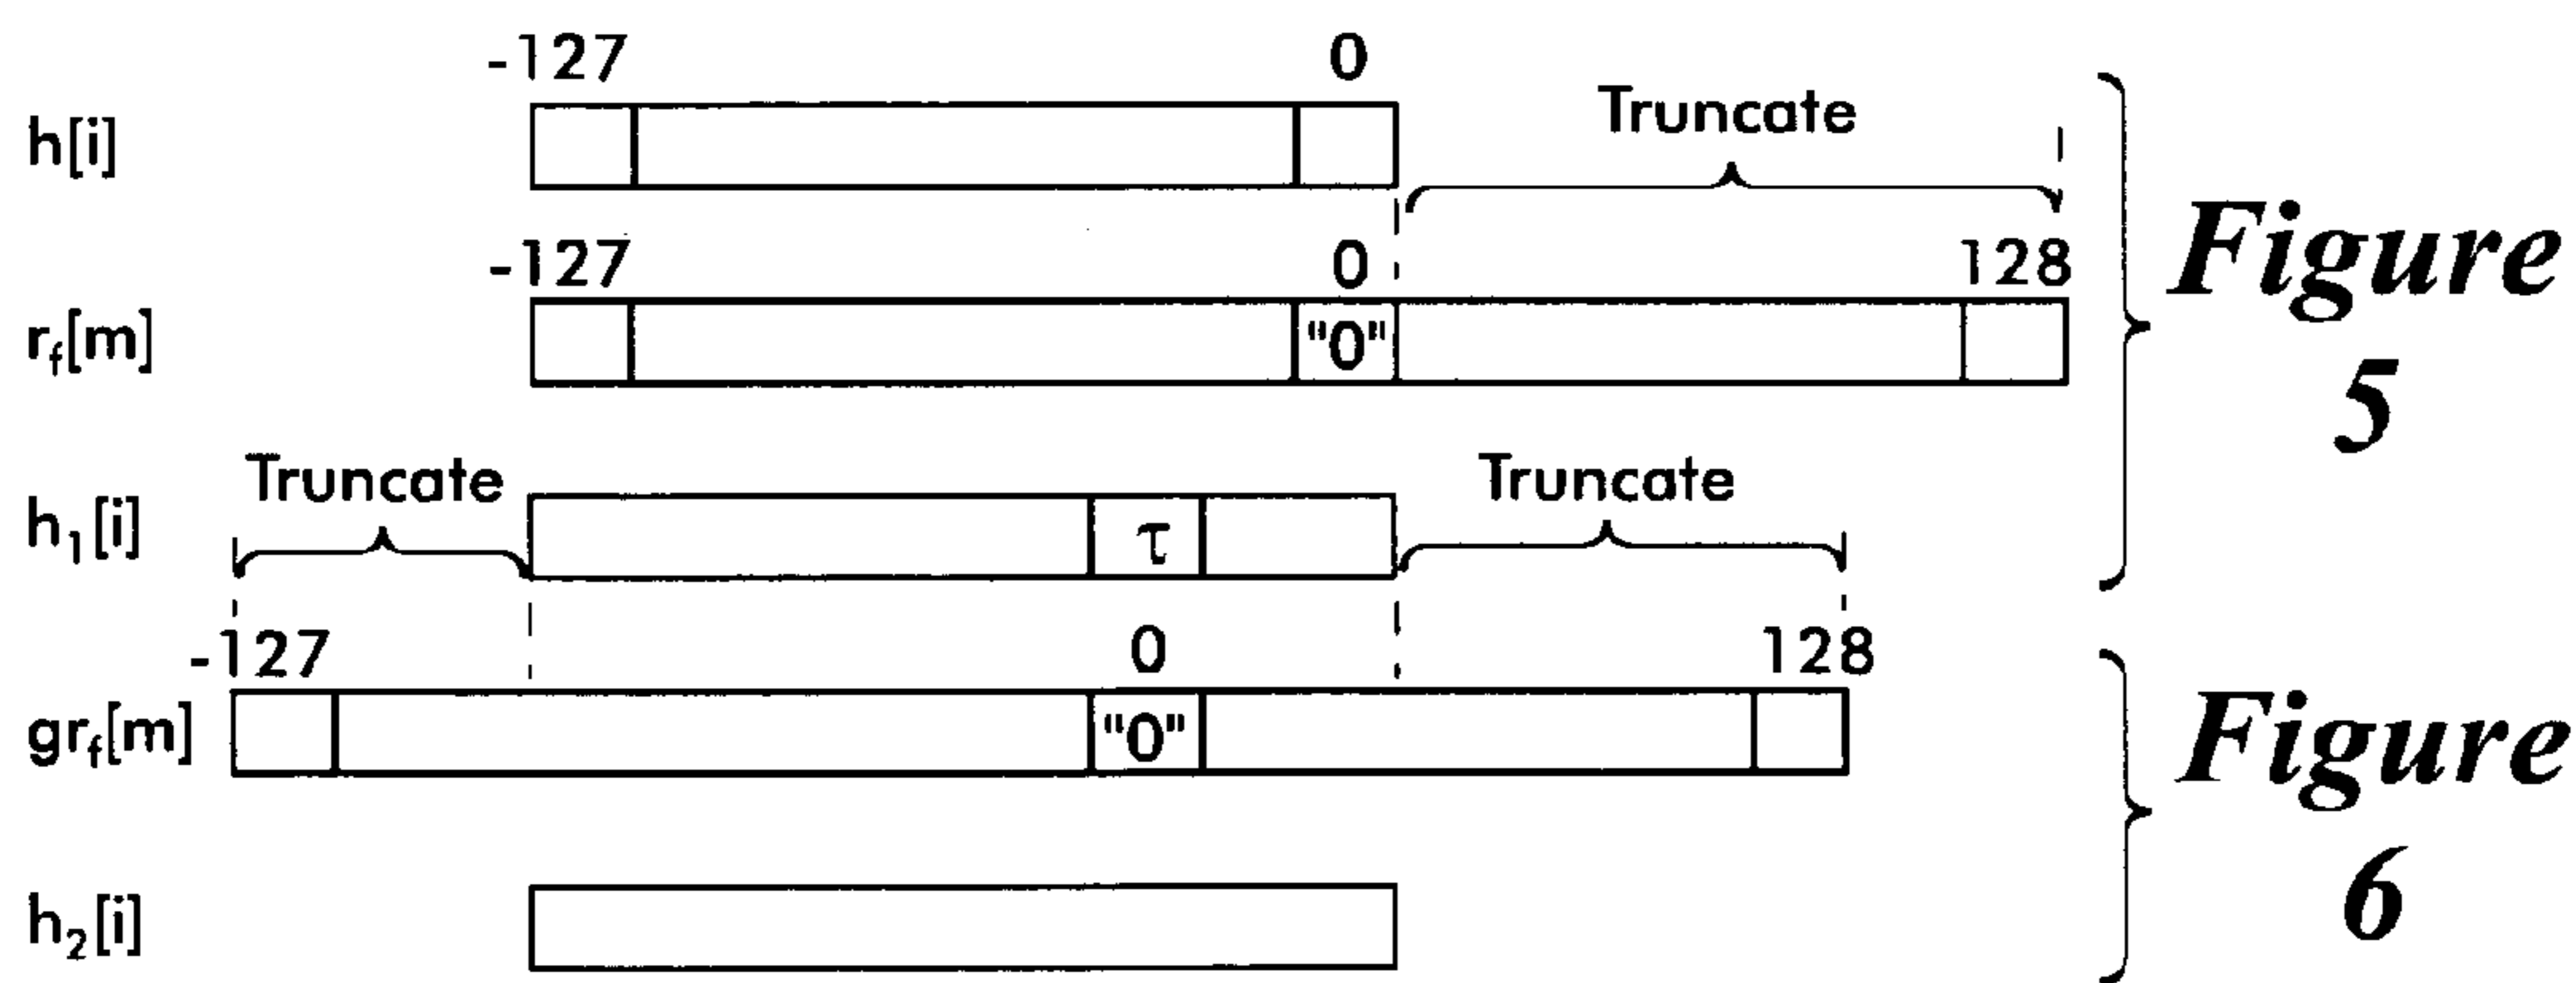 -127 0
h[i] Truncate
-127 0 128
r_f[m] "0"
Figure 5
Truncate Truncate
h_1[i] τ
-127 0 128
gr_f[m] "0"
Figure 6
h_2[i]